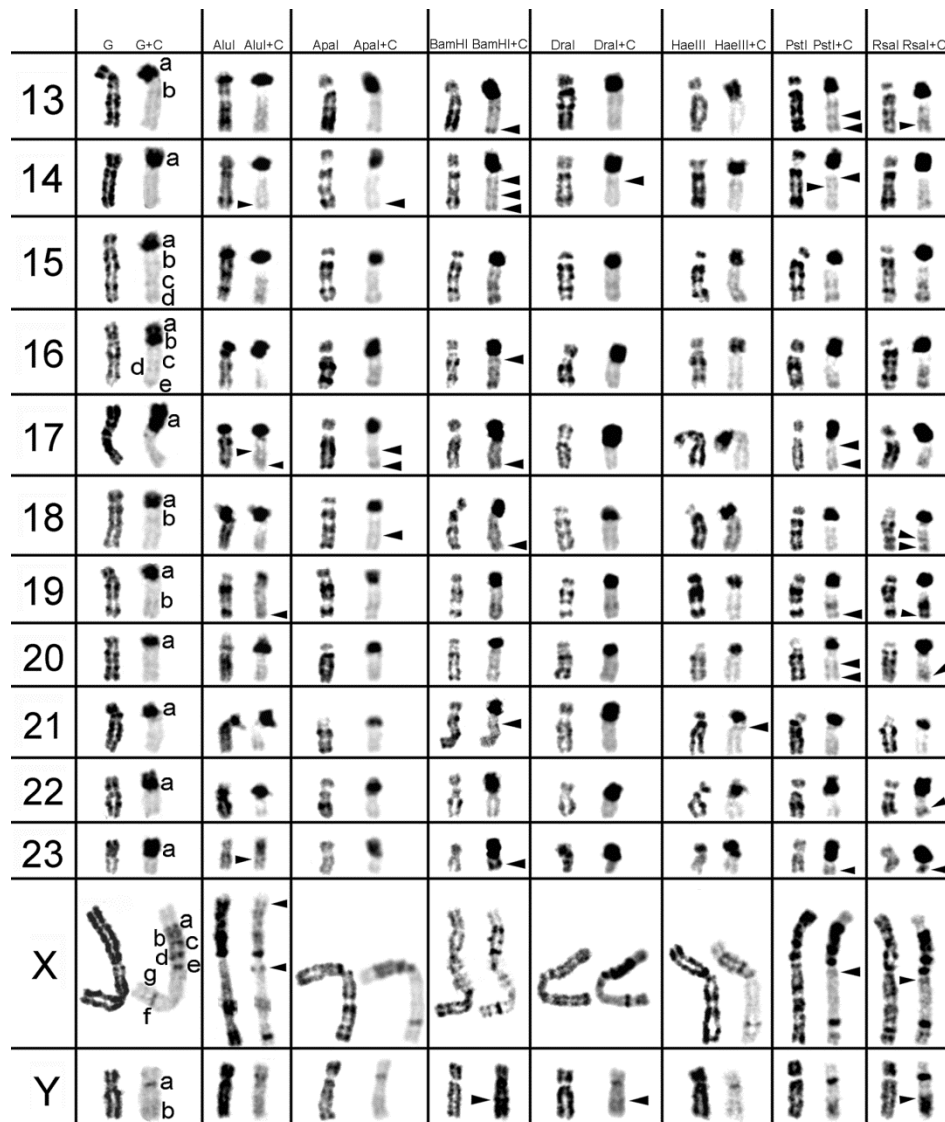 G G+C AluI AluI+C ApaI ApaI+C BamHI BamHI+C DraI DraI+C HaeIII HaeIII+C PstI PstI+C RsaI RsaI+C
13 a
b
14 a
15 a
b
c
d
16 a
b
d c
e
17 a
18 a
b
19 a
b
20 a
21 a
22 a
23 a
X a
b c
d e
g
f
Y a
b